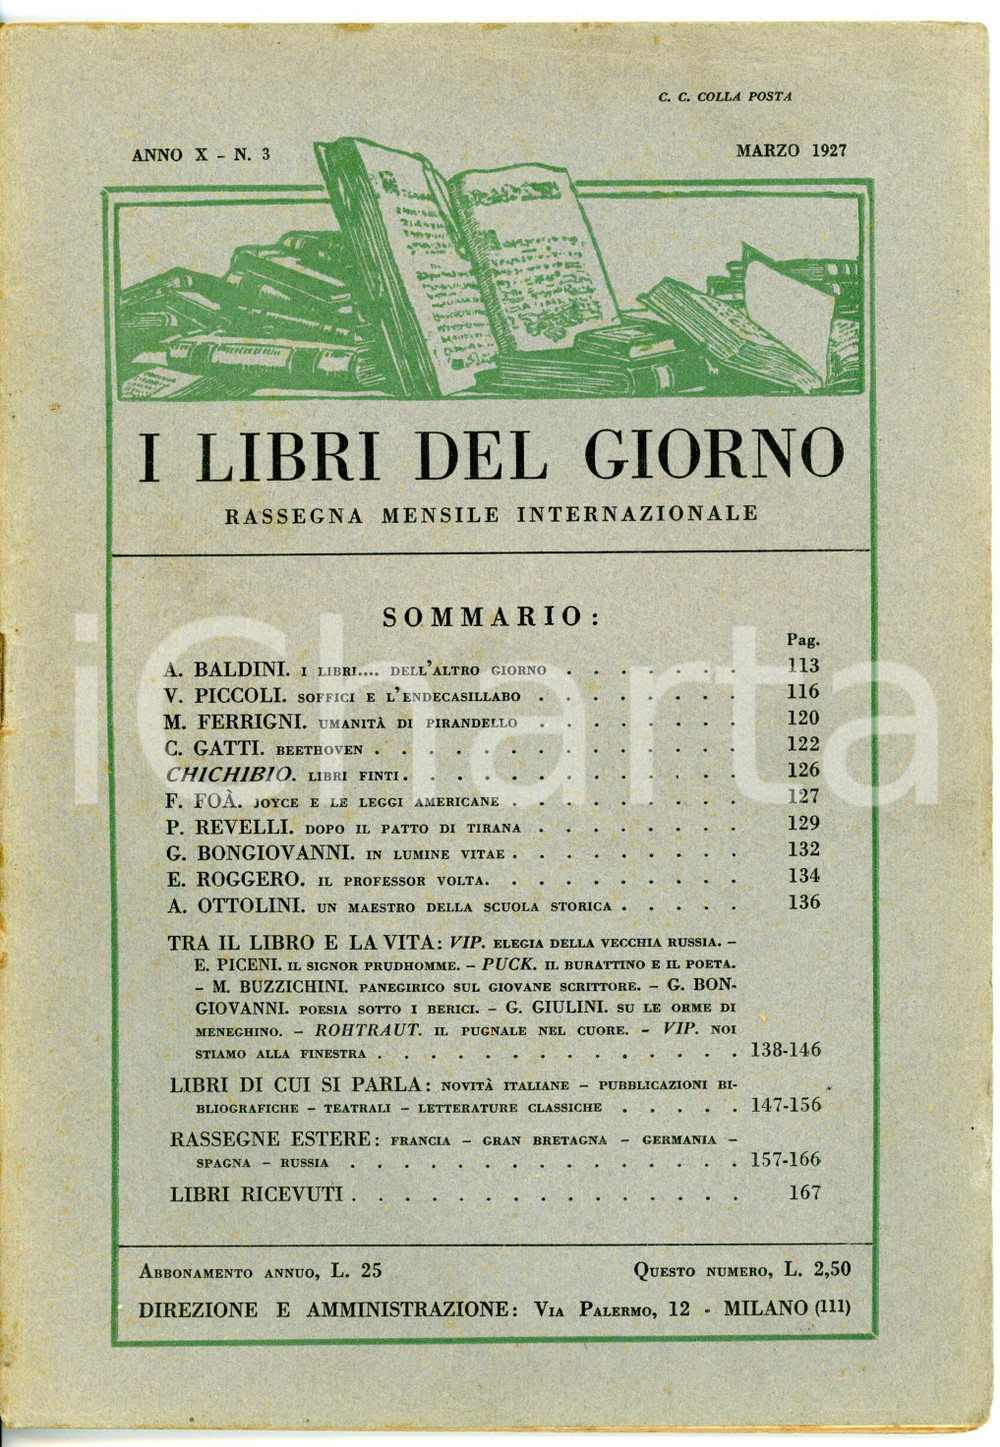 C. C. COLLA POSTA
ANNO X - N. 3
MARZO 1927
I LIBRI DEL GIORNO
RASSEGNA MENSILE INTERNAZIONALE
SOMMARIO:
Pag.
A. BALDINI. I LIBRI.... DELL'ALTRO GIORNO . . . . . . . 113
V. PICCOLI. SOFFICI E L'ENDECASILLABO . . . . . . . . 116
M. FERRIGNI. UMANITÀ DI PIRANDELLO . . . . . . . . 120
C. GATTI. BEETHOVEN . . . . . . . . . . . . . . 122
CHICHIBIO. LIBRI FINTI . . . . . . . . . . . . . 126
F. FOÀ. JOYCE E LE LEGGI AMERICANE . . . . . . . . . 127
P. REVELLI. DOPO IL PATTO DI TIRANA . . . . . . . . 129
G. BONGIOVANNI. IN LUMINE VITAE . . . . . . . . . 132
E. ROGGERO. IL PROFESSOR VOLTA. . . . . . . . . . 134
A. OTTOLINI. UN MAESTRO DELLA SCUOLA STORICA . . . . . 136
TRA IL LIBRO E LA VITA: VIP. ELEGIA DELLA VECCHIA RUSSIA. –
E. PICENI. IL SIGNOR PRUDHOMME. – PUCK. IL BURATTINO E IL POETA.
– M. BUZZICHINI. PANEGIRICO SUL GIOVANE SCRITTORE. – G. BON-
GIOVANNI. POESIA SOTTO I BERICI. – G. GIULINI. SU LE ORME DI
MENEGHINO. – ROHTRAUT. IL PUGNALE NEL CUORE. – VIP. NOI
STIAMO ALLA FINESTRA . . . . . . . . . . . . . . 138-146
LIBRI DI CUI SI PARLA: NOVITÀ ITALIANE – PUBBLICAZIONI BI-
BLIOGRAFICHE – TEATRALI – LETTERATURE CLASSICHE . . . . . 147-156
RASSEGNE ESTERE: FRANCIA – GRAN BRETAGNA – GERMANIA –
SPAGNA – RUSSIA . . . . . . . . . . . . . . . 157-166
LIBRI RICEVUTI . . . . . . . . . . . . . . . 167
ABBONAMENTO ANNUO, L. 25
QUESTO NUMERO, L. 2,50
DIREZIONE E AMMINISTRAZIONE: VIA PALERMO, 12 - MILANO (111)
iCharta